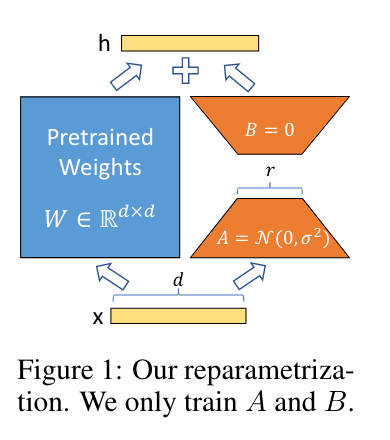 h
Pretrained
Weights
W ∈ ℝ^{d×d}
B = 0
r
A = 𝒩(0, σ²)
d
x
Figure 1: Our reparametriza-
tion. We only train A and B.